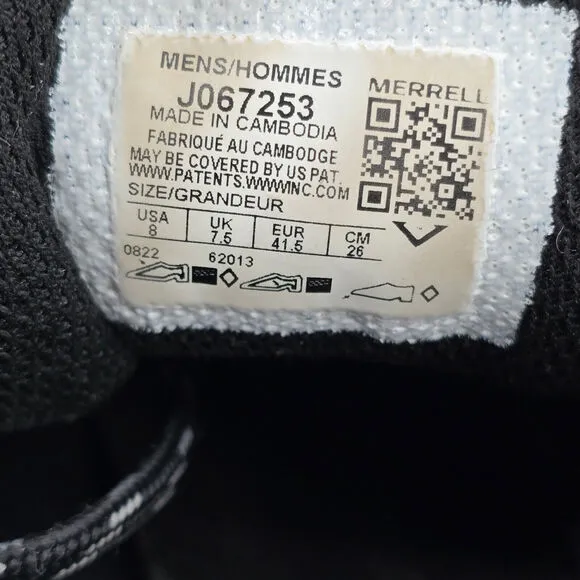 MENS/HOMMES
J067253
MADE IN CAMBODIA
FABRIQUÉ AU CAMBODGE
MAY BE COVERED BY US PAT.
WWW.PATENTS.WWWINC.COM
SIZE/GRANDEUR
USA UK EUR CM
8 7.5 41.5 26
0822 62013
MERRELL